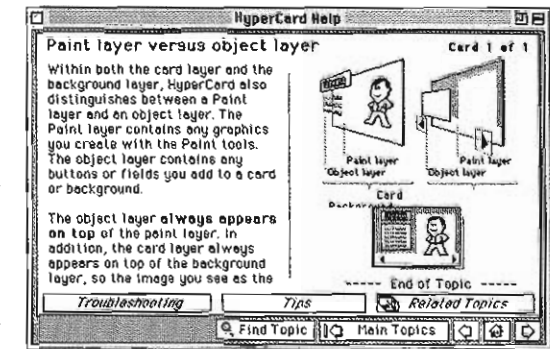 HyperCard Help
Paint layer versus object layer
Card 1 of 1
Within both the card layer and the
background layer, HyperCard also
distinguishes between a Paint
layer and an object layer. The
Paint layer contains any graphics
you create with the Paint tools.
The object layer contains any
buttons or fields you add to a card
or background.
The object layer always appears
on top of the paint layer. In
addition, the card layer always
appears on top of the background
layer, so the image you see as the
Paint layer
Object layer
Paint layer
Object layer
Card
Background
----- End of Topic -----
Troubleshooting
Tips
Related Topics
Find Topic
Main Topics